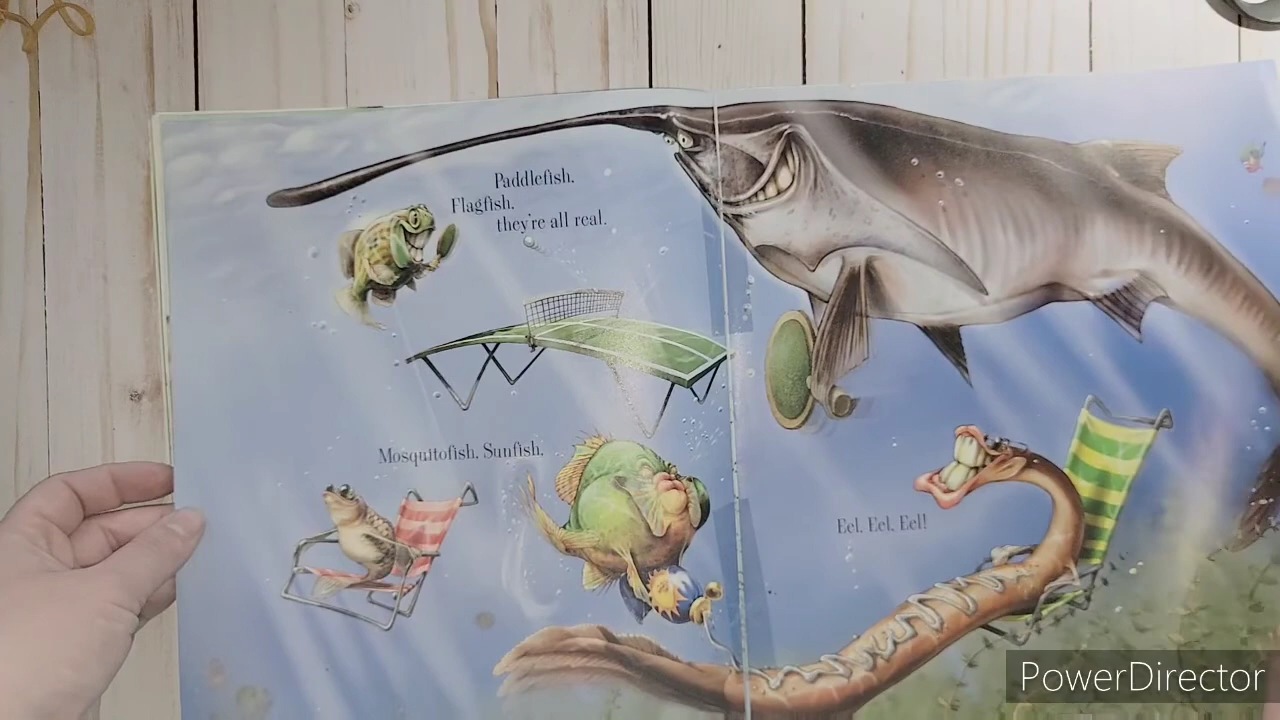 Paddlefish.
Flagfish.
they're all real.
Mosquitofish. Sunfish.
Eel. Eel. Eel!
PowerDirector